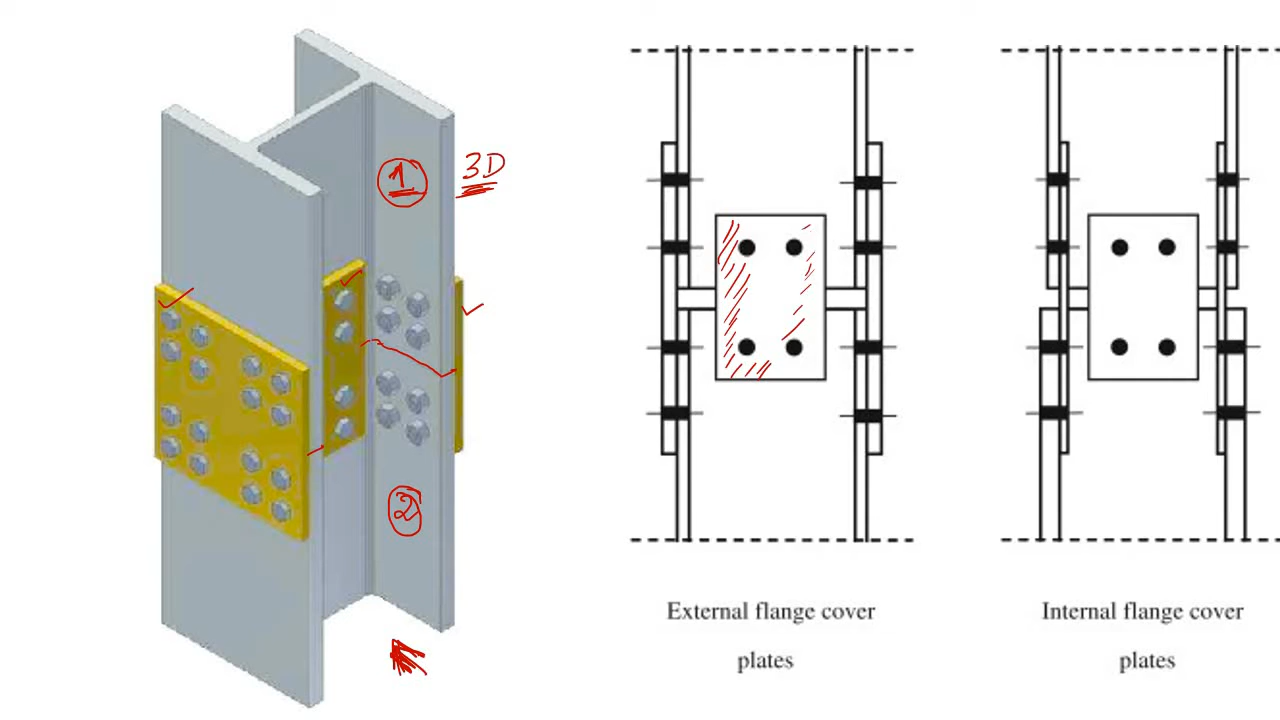 1
3D
2
External flange cover
plates
Internal flange cover
plates